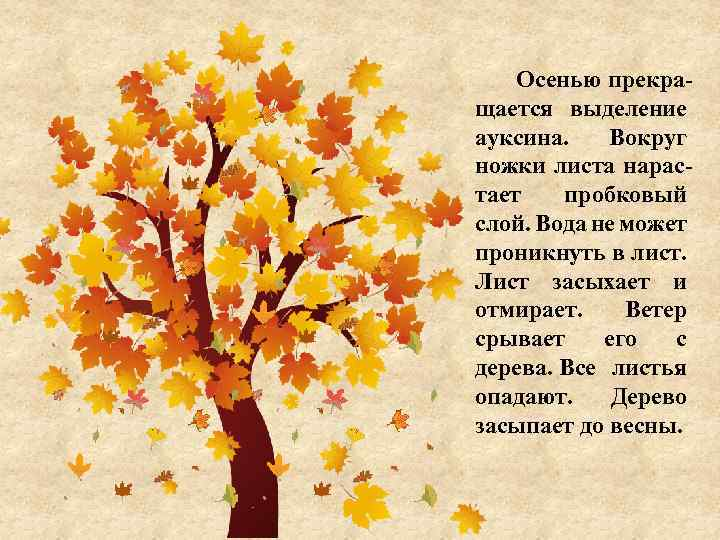 Осенью прекра-
щается выделение
ауксина. Вокруг
ножки листа нарас-
тает пробковый
слой. Вода не может
проникнуть в лист.
Лист засыхает и
отмирает. Ветер
срывает его с
дерева. Все листья
опадают. Дерево
засыпает до весны.